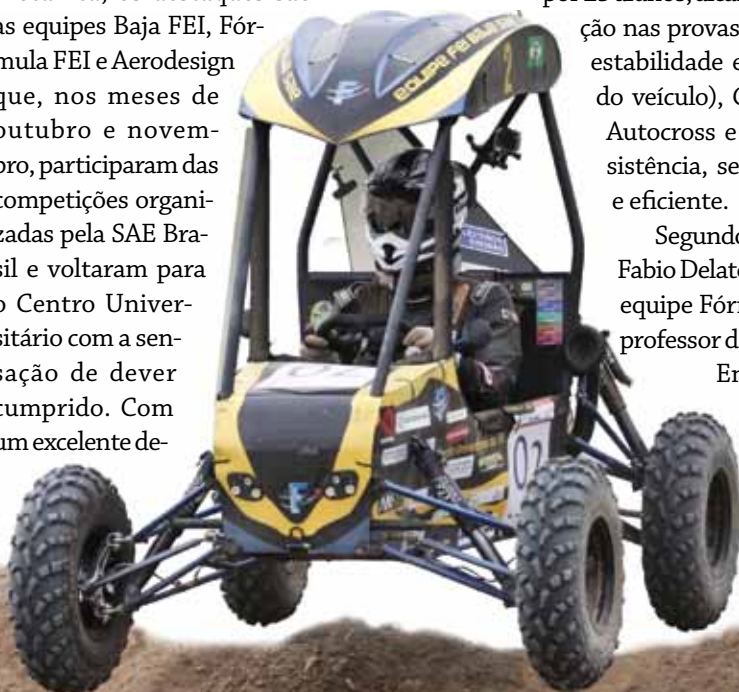 as equipes Baja FEI, Fór-
mula FEI e Aerodesign
que, nos meses de
outubro e novem-
bro, participaram das
competições organi-
zadas pela SAE Bra-
sil e voltaram para
o Centro Univer-
sitário com a sen-
sação de dever
cumprido. Com
um excelente de-
ção nas provas
estabilidade e
do veículo), C
Autocross e
sistência, se
e eficiente.
Segundo
Fabio Delato
equipe Fórm
professor d
En
EQUIPE FEI BAJA SAE
2
02